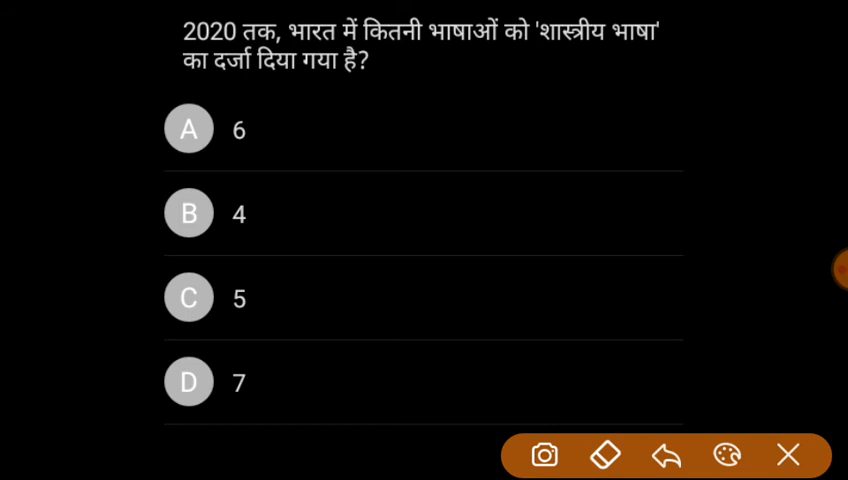 2020 तक, भारत में कितनी भाषाओं को 'शास्त्रीय भाषा'
का दर्जा दिया गया है?
A 6
B 4
C 5
D 7